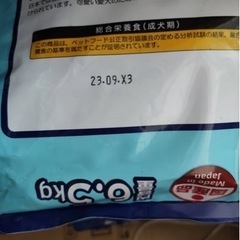 総合栄養食(成犬期)
この商品は、ペットフード公正取引協議会の定める分析試験の結果、総合
栄養食の基準を満たすことが証明されています。
23.09.X3
国産品
Made in
Japan
6.5kg